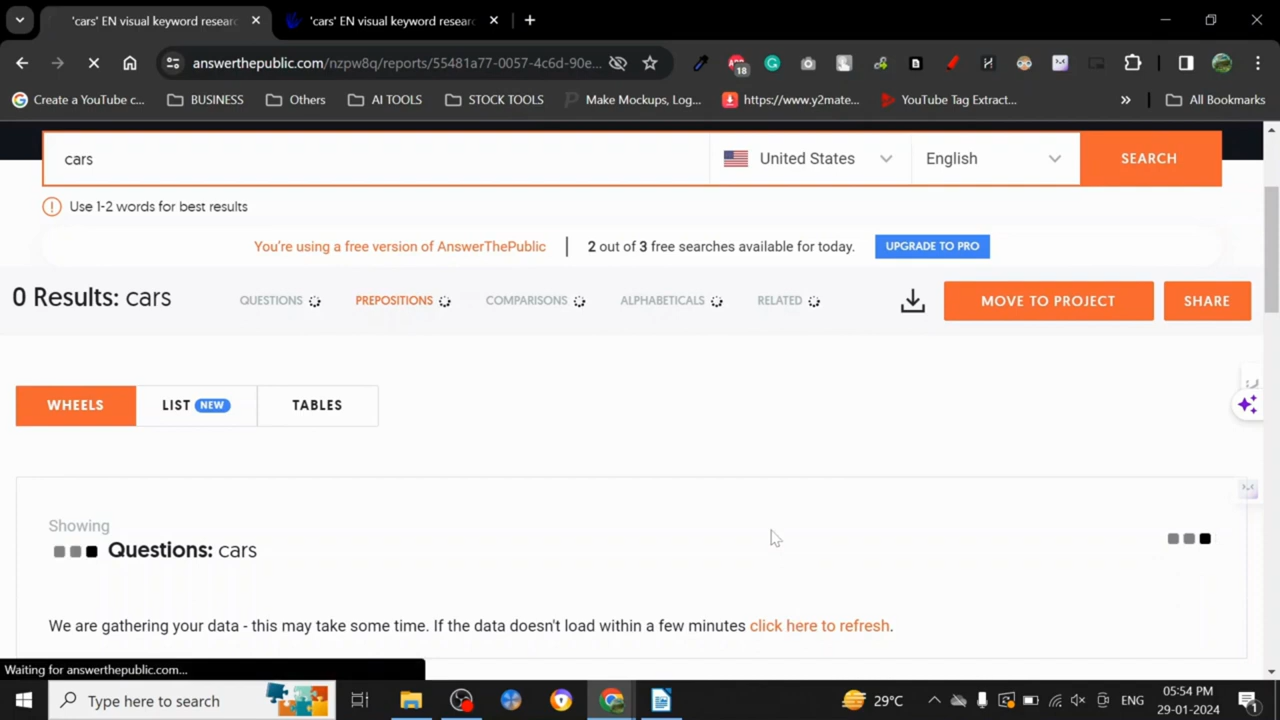 'cars' EN visual keyword researc
'cars' EN visual keyword researc
answerthepublic.com/nzpw8q/reports/55481a77-0057-4c6d-90e...
18
Create a YouTube c...
BUSINESS
Others
AI TOOLS
STOCK TOOLS
Make Mockups, Log...
https://www.y2mate...
YouTube Tag Extract...
All Bookmarks
cars
United States
English
SEARCH
Use 1-2 words for best results
You're using a free version of AnswerThePublic
2 out of 3 free searches available for today.
UPGRADE TO PRO
0 Results: cars
QUESTIONS
PREPOSITIONS
COMPARISONS
ALPHABETICALS
RELATED
MOVE TO PROJECT
SHARE
WHEELS
LIST NEW
TABLES
Showing
Questions: cars
We are gathering your data - this may take some time. If the data doesn't load within a few minutes click here to refresh.
Waiting for answerthepublic.com...
Type here to search
29°C
ENG
05:54 PM
29-01-2024
1